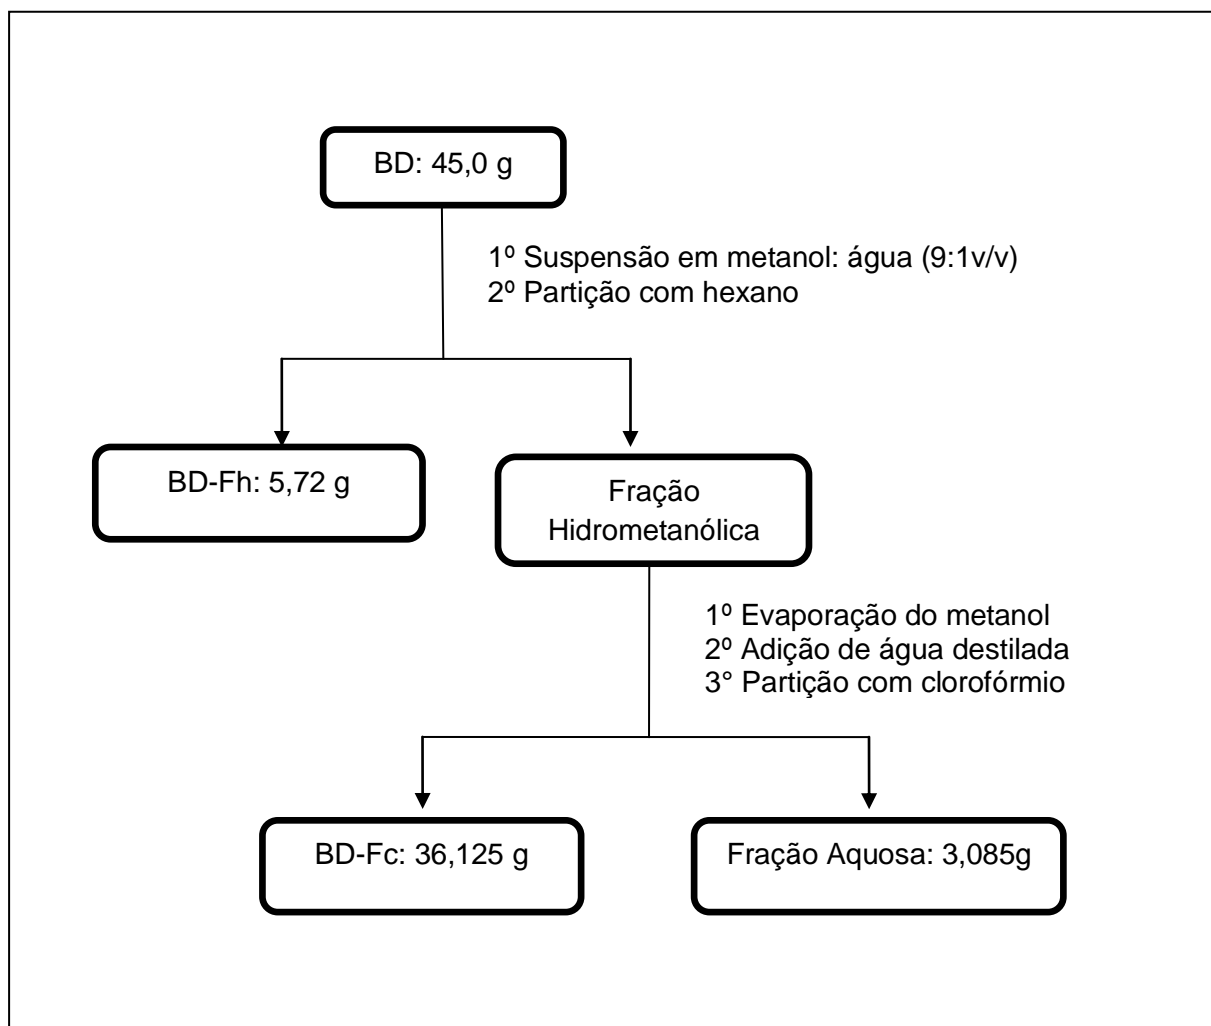 BD: 45,0 g
1º Suspensão em metanol: água (9:1v/v)
2º Partição com hexano
BD-Fh: 5,72 g
Fração
Hidrometanólica
1º Evaporação do metanol
2º Adição de água destilada
3° Partição com clorofórmio
BD-Fc: 36,125 g
Fração Aquosa: 3,085g